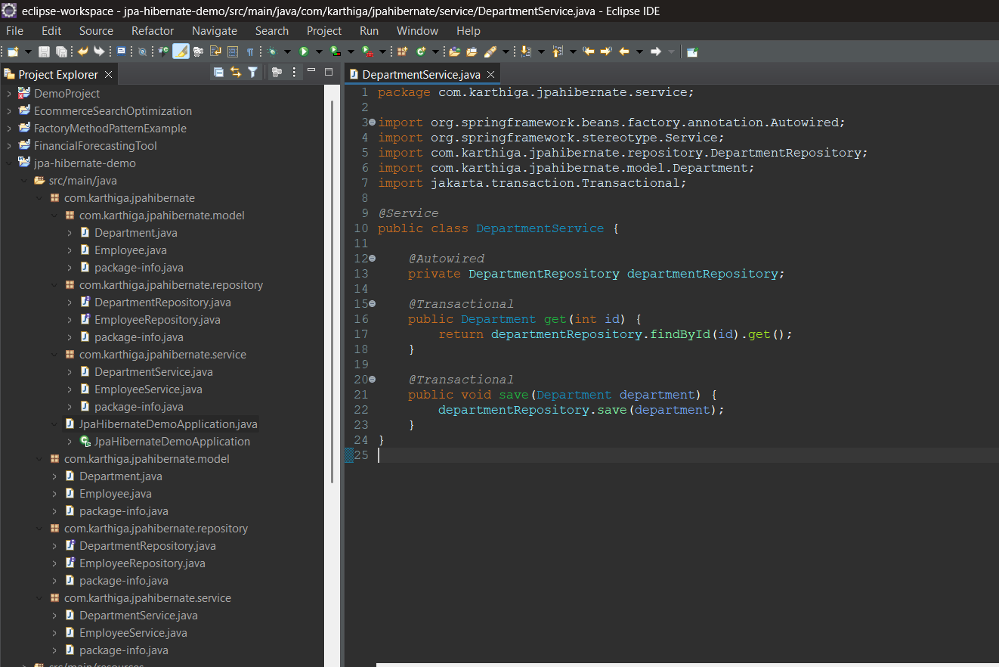 eclipse-workspace - jpa-hibernate-demo/src/main/java/com/karthiga/jpahibernate/service/DepartmentService.java - Eclipse IDE
File Edit Source Refactor Navigate Search Project Run Window Help
Project Explorer
DemoProject
EcommerceSearchOptimization
FactoryMethodPatternExample
FinancialForecastingTool
jpa-hibernate-demo
src/main/java
com.karthiga.jpahibernate
com.karthiga.jpahibernate.model
Department.java
Employee.java
package-info.java
com.karthiga.jpahibernate.repository
DepartmentRepository.java
EmployeeRepository.java
package-info.java
com.karthiga.jpahibernate.service
DepartmentService.java
EmployeeService.java
package-info.java
JpaHibernateDemoApplication.java
JpaHibernateDemoApplication
com.karthiga.jpahibernate.model
Department.java
Employee.java
package-info.java
com.karthiga.jpahibernate.repository
DepartmentRepository.java
EmployeeRepository.java
package-info.java
com.karthiga.jpahibernate.service
DepartmentService.java
EmployeeService.java
package-info.java
src/main/resources
DepartmentService.java
1 package com.karthiga.jpahibernate.service;
2
3 import org.springframework.beans.factory.annotation.Autowired;
4 import org.springframework.stereotype.Service;
5 import com.karthiga.jpahibernate.repository.DepartmentRepository;
6 import com.karthiga.jpahibernate.model.Department;
7 import jakarta.transaction.Transactional;
8
9 @Service
10 public class DepartmentService {
11
12 @Autowired
13 private DepartmentRepository departmentRepository;
14
15 @Transactional
16 public Department get(int id) {
17 return departmentRepository.findById(id).get();
18 }
19
20 @Transactional
21 public void save(Department department) {
22 departmentRepository.save(department);
23 }
24 }
25